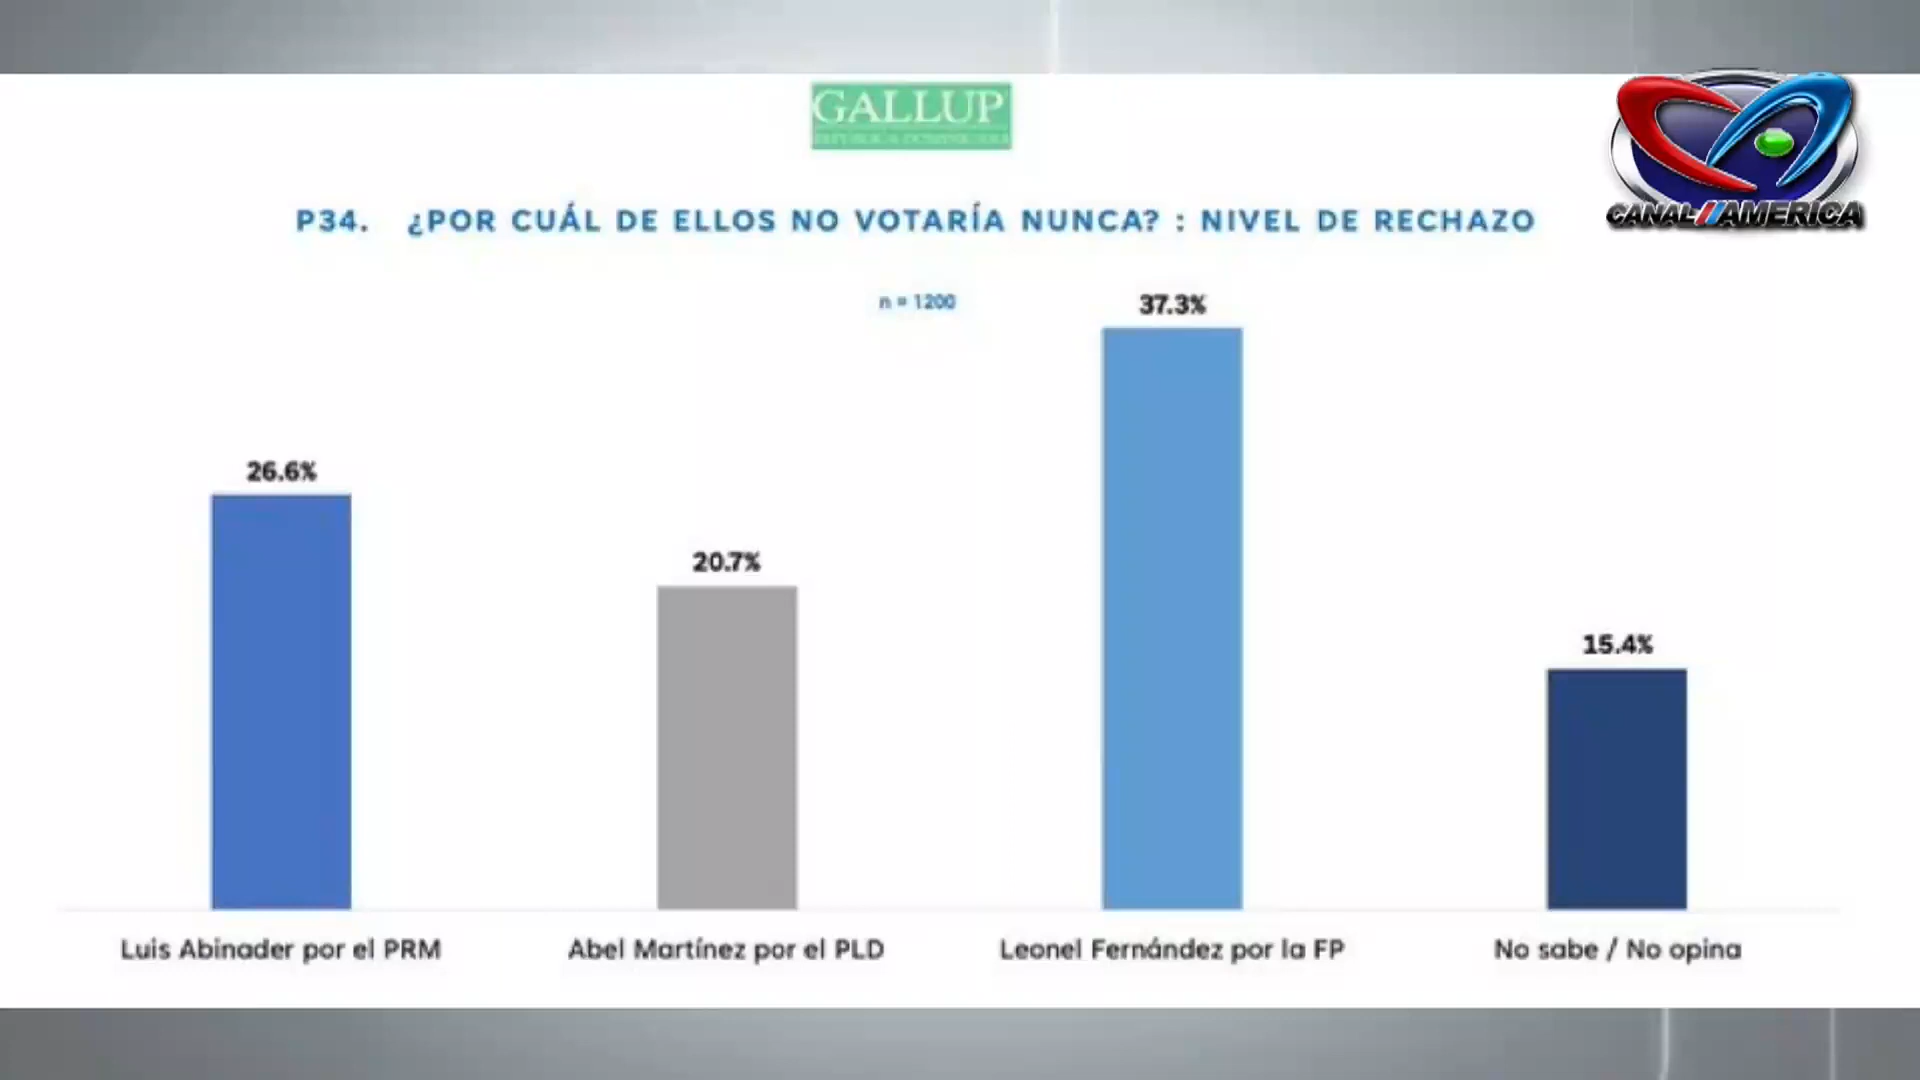 GALLUP
REPÚBLICA DOMINICANA
CANAL//AMERICA
P34. ¿POR CUÁL DE ELLOS NO VOTARÍA NUNCA? : NIVEL DE RECHAZO
n = 1200
37.3%
26.6%
20.7%
15.4%
Luis Abinader por el PRM
Abel Martínez por el PLD
Leonel Fernández por la FP
No sabe / No opina